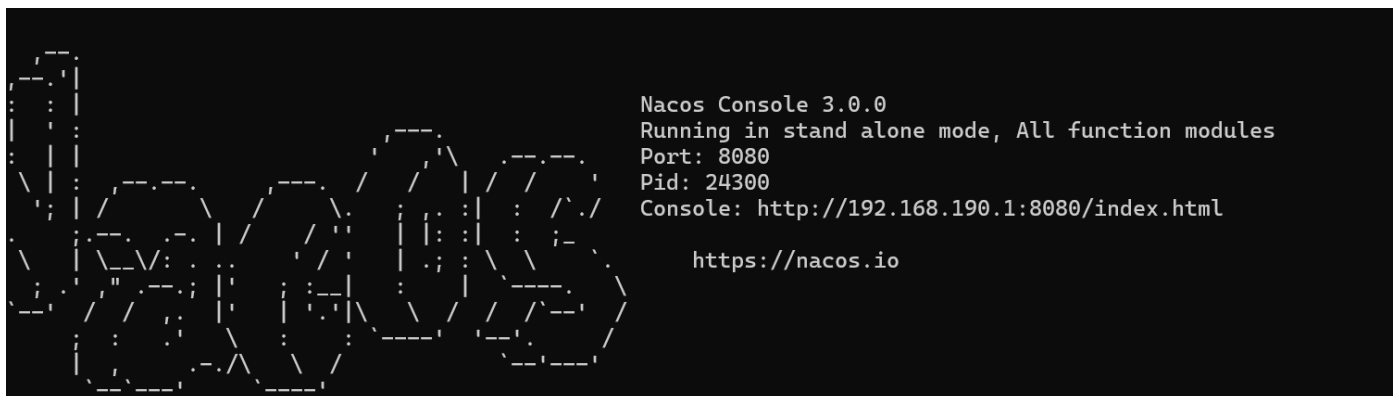 Nacos Console 3.0.0
Running in stand alone mode, All function modules
Port: 8080
Pid: 24300
Console: http://192.168.190.1:8080/index.html
https://nacos.io